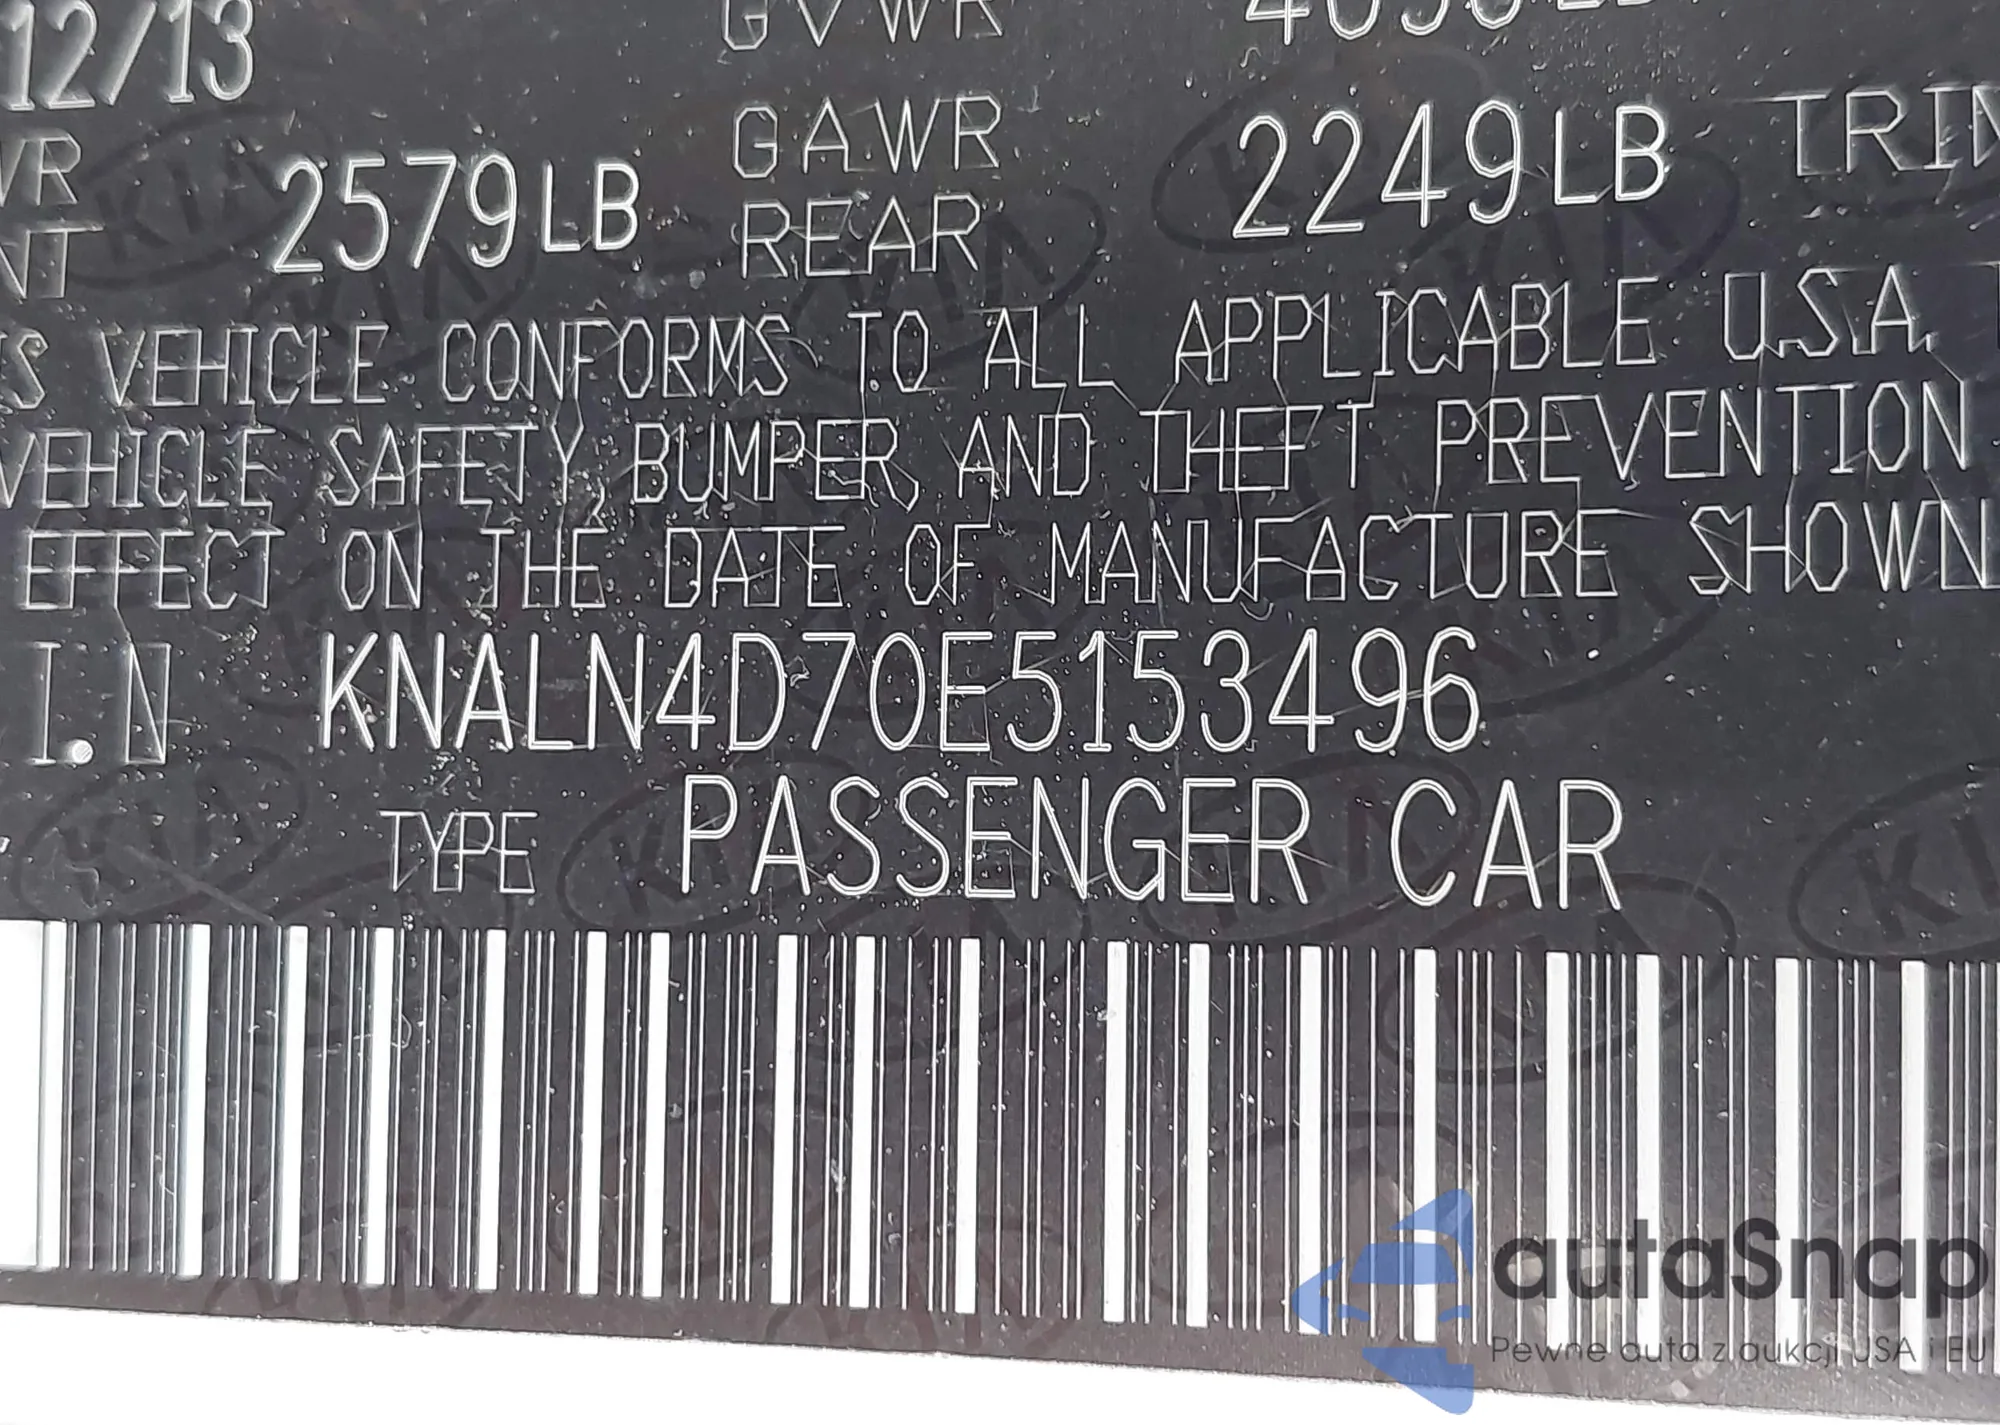 12/13 GVWR
GAWR 2249LB TRIM
2579LB REAR
VEHICLE CONFORMS TO ALL APPLICABLE U.S.A.
VEHICLE SAFETY, BUMPER, AND THEFT PREVENTION
EFFECT ON THE DATE OF MANUFACTURE SHOWN
I.N KNALN4D70E5153496
TYPE PASSENGER CAR
autaSnap
Pewne auta z aukcji USA i EU